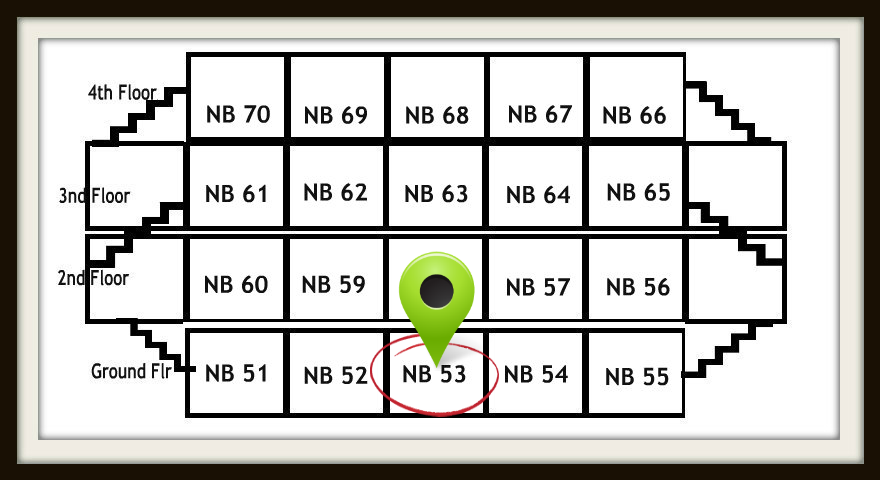 4th Floor
NB 70 NB 69 NB 68 NB 67 NB 66
3nd Floor
NB 61 NB 62 NB 63 NB 64 NB 65
2nd Floor
NB 60 NB 59 NB 57 NB 56
Ground Flr
NB 51 NB 52 NB 53 NB 54 NB 55